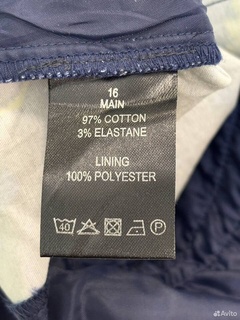 16
MAIN
97% COTTON
3% ELASTANE
LINING
100% POLYESTER
40
P
Avito